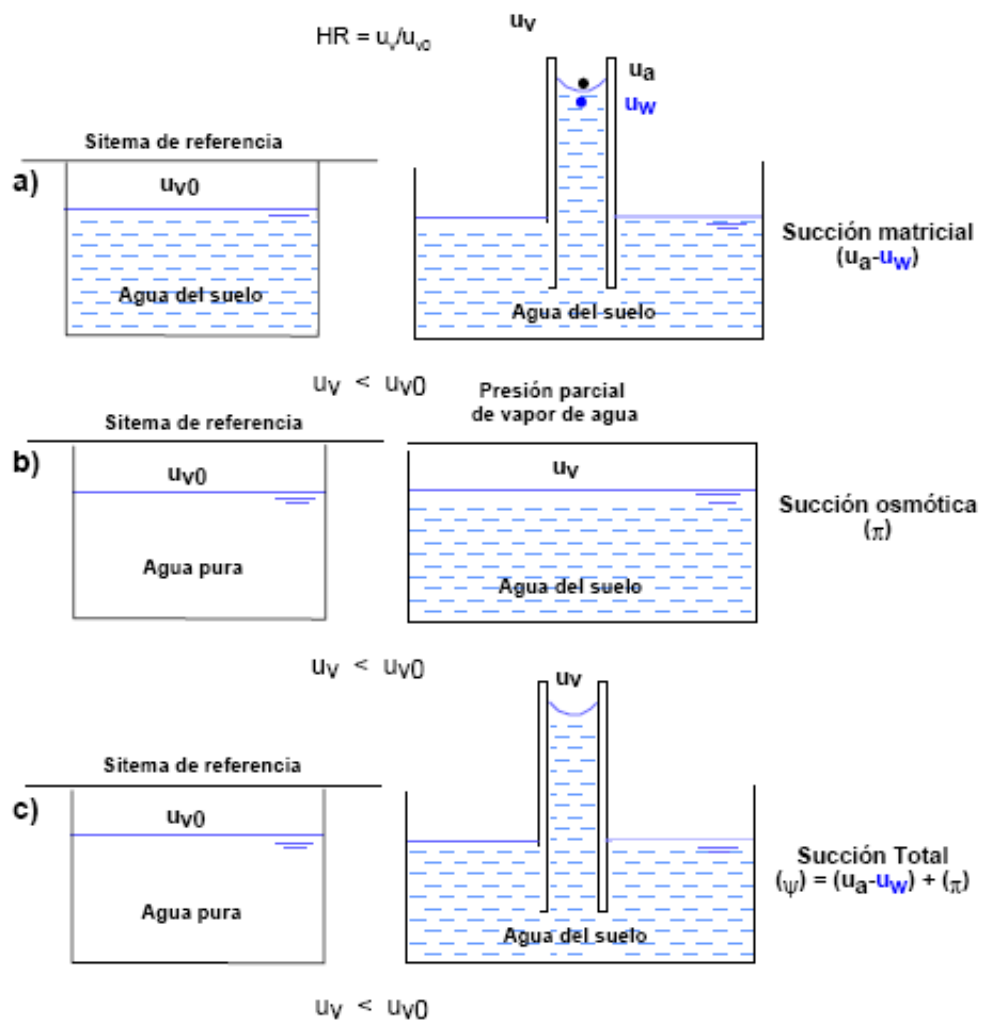 HR = uv/uv0
uv
ua
uw
Sitema de referencia
a)
uv0
Agua del suelo
Agua del suelo
Succión matricial
(ua-uw)
uv < uv0
Presión parcial
de vapor de agua
Sitema de referencia
b)
uv0
uv
Agua pura
Agua del suelo
Succión osmótica
(π)
uv < uv0
uv
Sitema de referencia
c)
uv0
Agua pura
Agua del suelo
Succión Total
(ψ) = (ua-uw) + (π)
uv < uv0